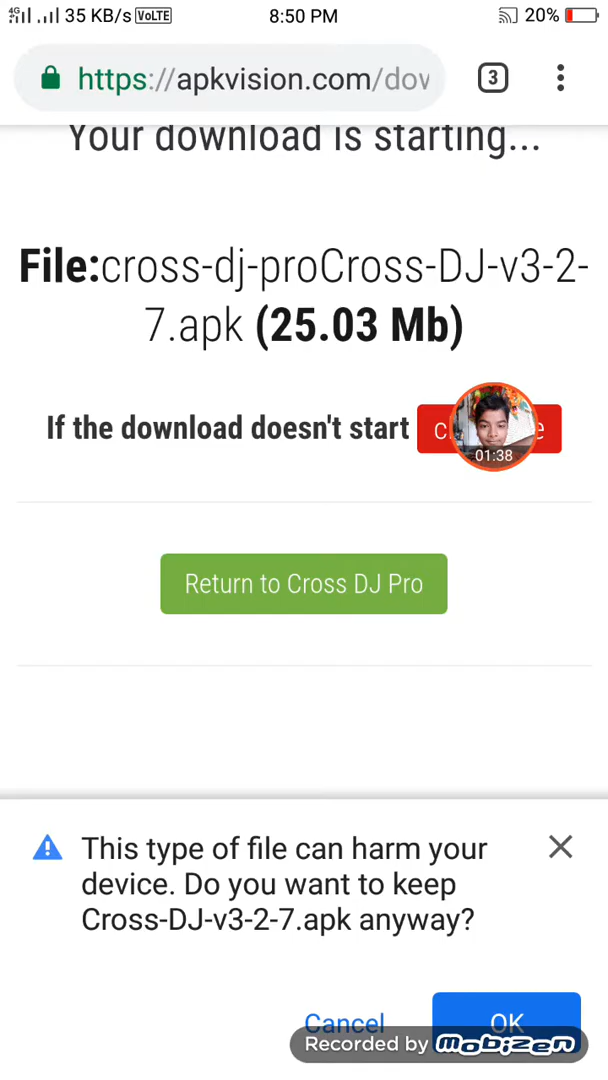 4G 35 KB/s VoLTE 8:50 PM 20%
https://apkvision.com/dov 3
Your download is starting...
File:cross-dj-proCross-DJ-v3-2-
7.apk (25.03 Mb)
If the download doesn't start
01:38
Return to Cross DJ Pro
This type of file can harm your
device. Do you want to keep
Cross-DJ-v3-2-7.apk anyway?
Cancel OK
Recorded by mobizen